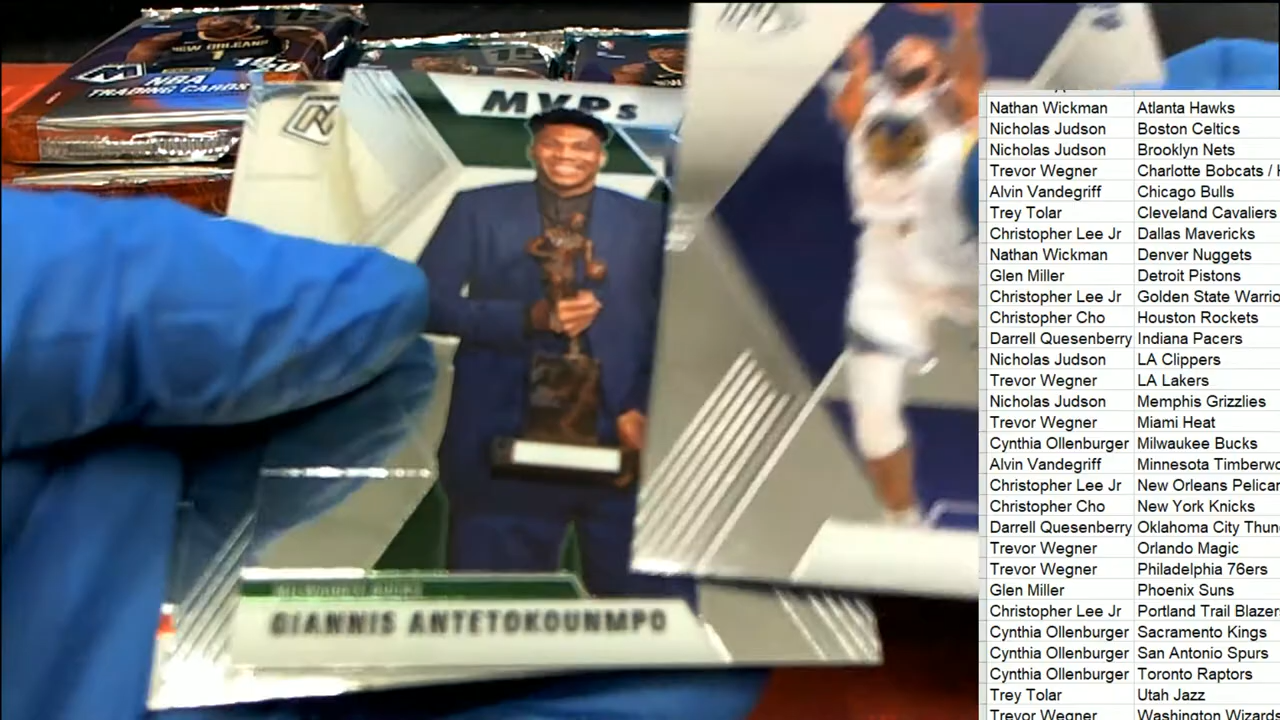 NEW ORLEANS
1
19
20
NBA
TRADING CARDS
MVPs
GIANNIS ANTETOKOUNMPO
Nathan Wickman Atlanta Hawks
Nicholas Judson Boston Celtics
Nicholas Judson Brooklyn Nets
Trevor Wegner Charlotte Bobcats /
Alvin Vandegriff Chicago Bulls
Trey Tolar Cleveland Cavaliers
Christopher Lee Jr Dallas Mavericks
Nathan Wickman Denver Nuggets
Glen Miller Detroit Pistons
Christopher Lee Jr Golden State Warrio
Christopher Cho Houston Rockets
Darrell Quesenberry Indiana Pacers
Nicholas Judson LA Clippers
Trevor Wegner LA Lakers
Nicholas Judson Memphis Grizzlies
Trevor Wegner Miami Heat
Cynthia Ollenburger Milwaukee Bucks
Alvin Vandegriff Minnesota Timberwo
Christopher Lee Jr New Orleans Pelican
Christopher Cho New York Knicks
Darrell Quesenberry Oklahoma City Thun
Trevor Wegner Orlando Magic
Trevor Wegner Philadelphia 76ers
Glen Miller Phoenix Suns
Christopher Lee Jr Portland Trail Blazer
Cynthia Ollenburger Sacramento Kings
Cynthia Ollenburger San Antonio Spurs
Cynthia Ollenburger Toronto Raptors
Trey Tolar Utah Jazz
Trevor Wegner Washington Wizards